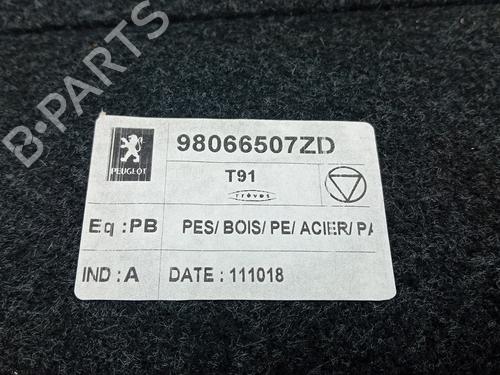 B-PARTS
98066507ZD
PEUGEOT
T91
trèves
Eq : PB
PES/ BOIS/ PE/ ACIER/ PA
IND : A
DATE : 111018